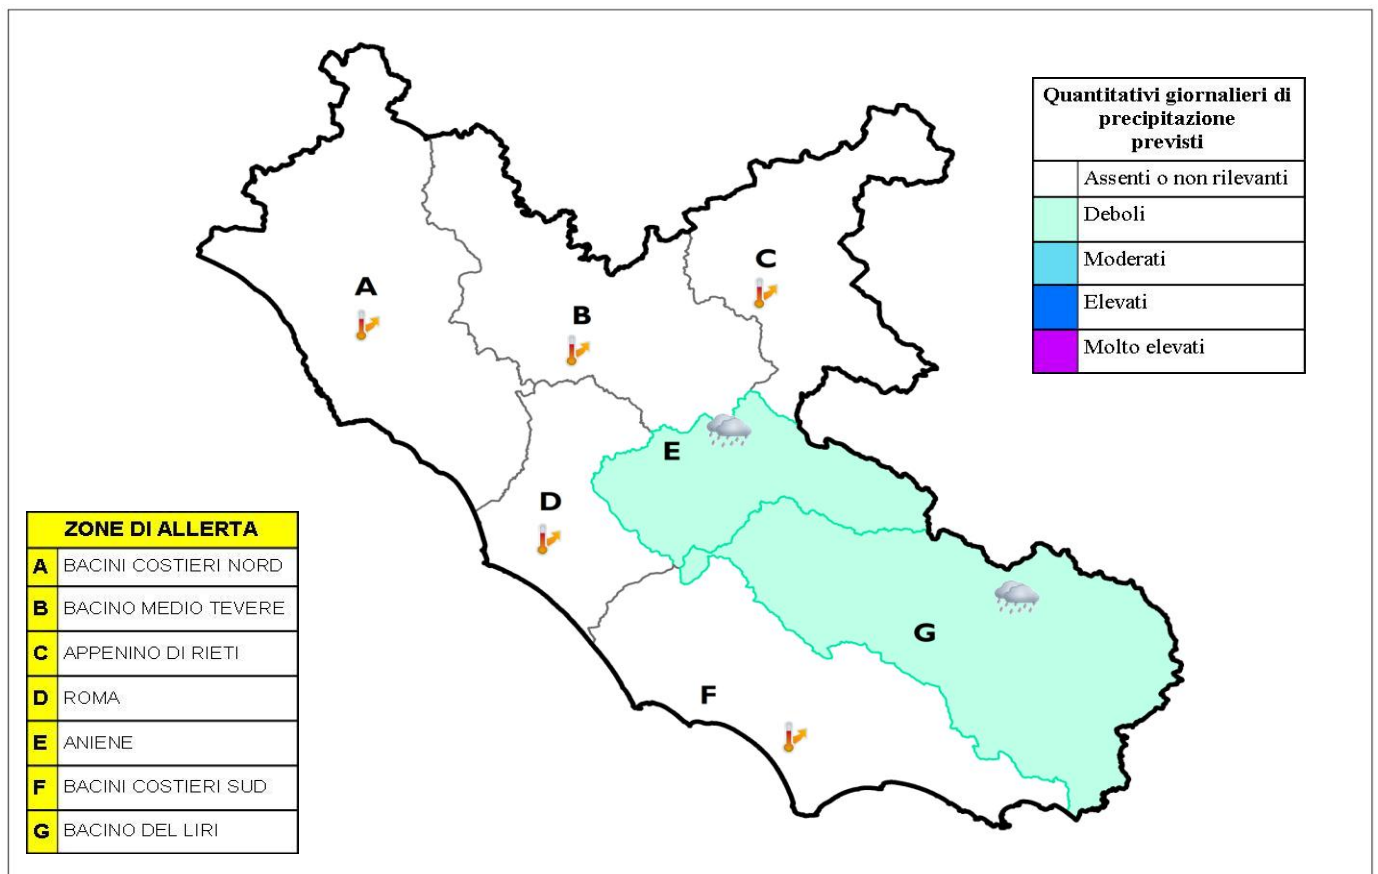 Quantitativi giornalieri di
precipitazione
previsti
Assenti o non rilevanti
Deboli
Moderati
Elevati
Molto elevati
A
B
C
D
E
F
G
ZONE DI ALLERTA
A BACINI COSTIERI NORD
B BACINO MEDIO TEVERE
C APPENINO DI RIETI
D ROMA
E ANIENE
F BACINI COSTIERI SUD
G BACINO DEL LIRI